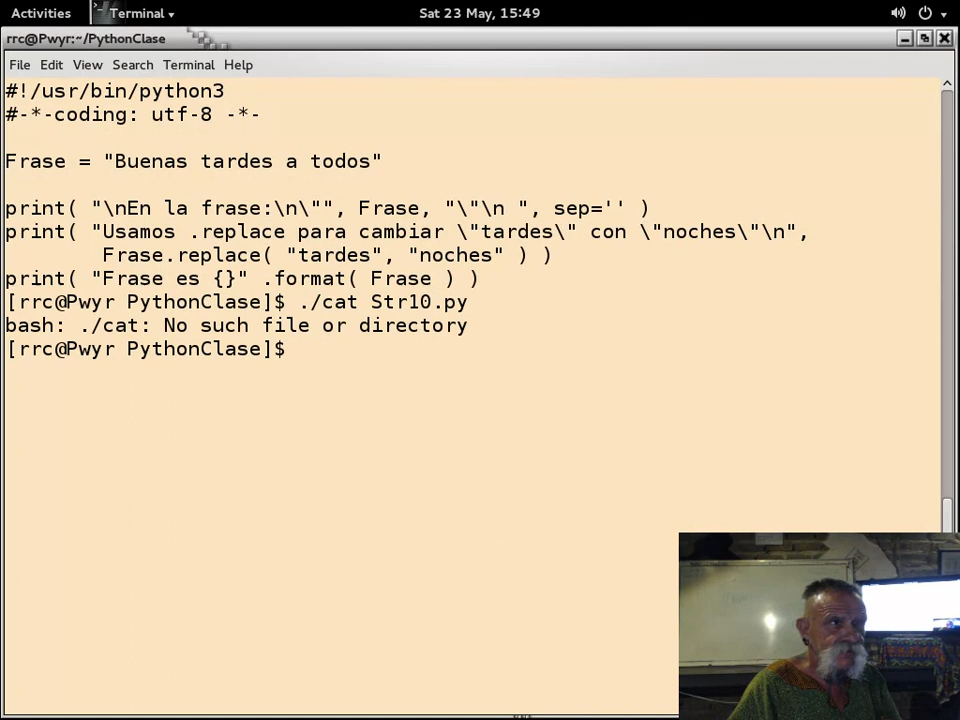 Activities Terminal Sat 23 May, 15:49
rrc@Pwyr:~/PythonClase
File Edit View Search Terminal Help
#!/usr/bin/python3
#-*-coding: utf-8 -*-
Frase = "Buenas tardes a todos"
print( "\nEn la frase:\n\"", Frase, "\"\n ", sep='' )
print( "Usamos .replace para cambiar \"tardes\" con \"noches\"\n",
Frase.replace( "tardes", "noches" ) )
print( "Frase es {}" .format( Frase ) )
[rrc@Pwyr PythonClase]$ ./cat Str10.py
bash: ./cat: No such file or directory
[rrc@Pwyr PythonClase]$